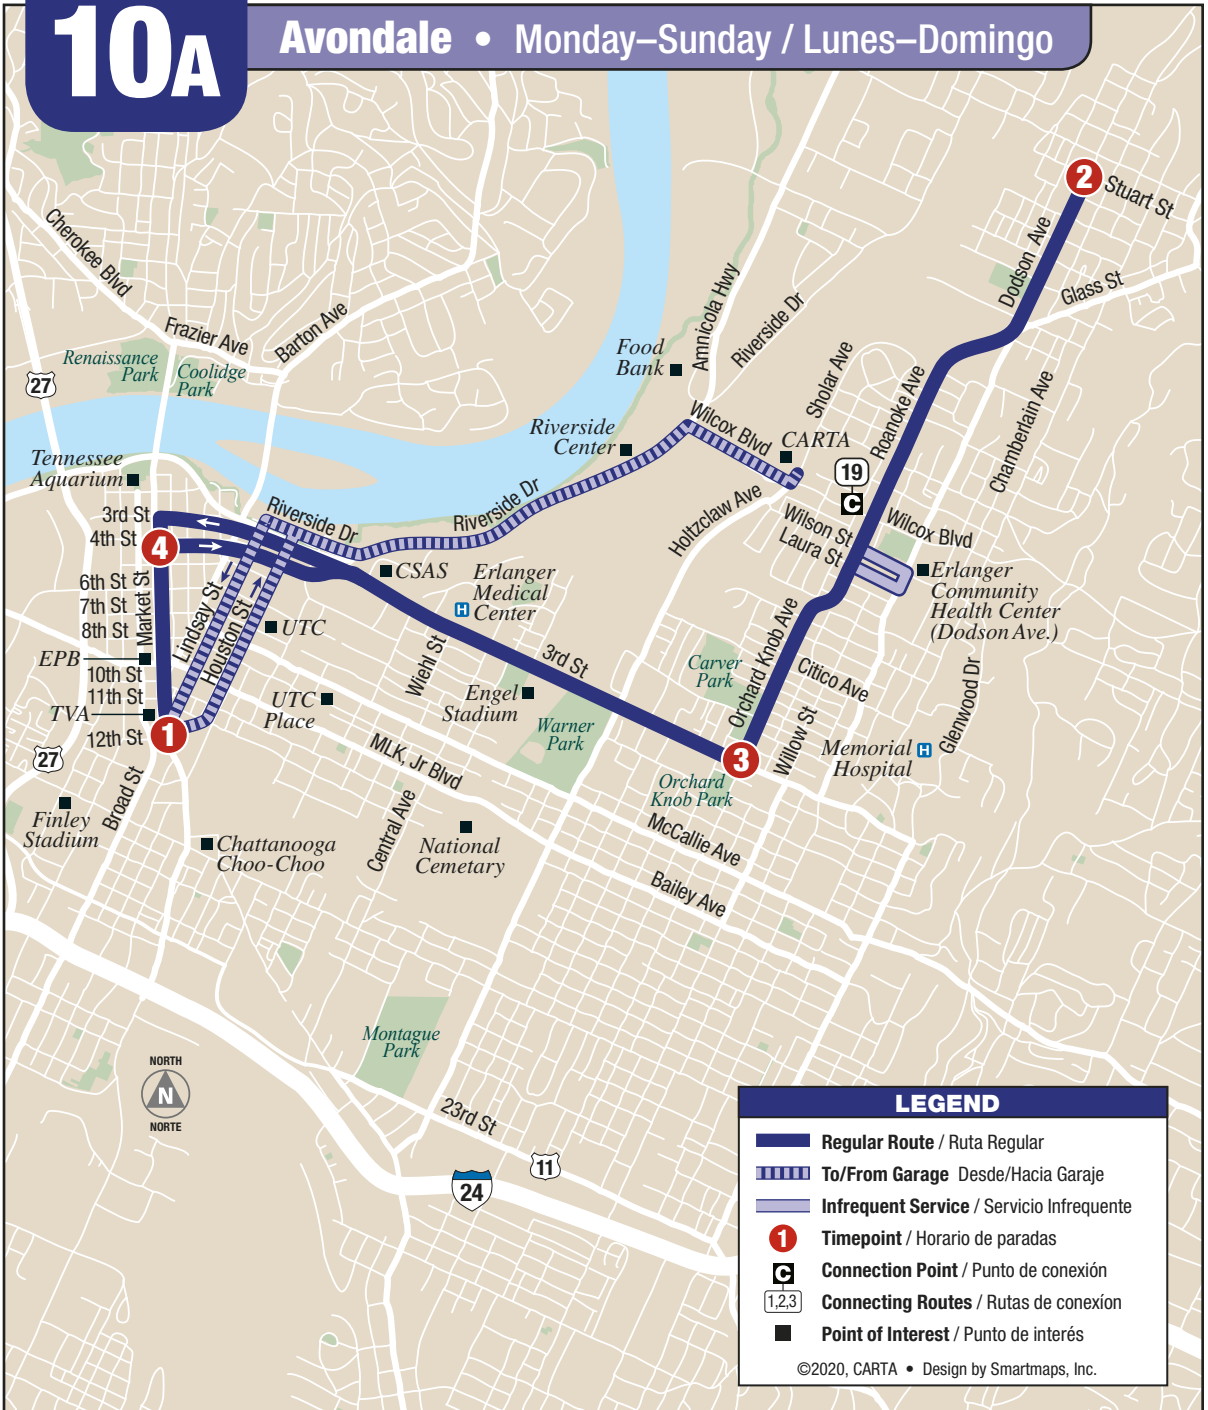 10A
Avondale • Monday–Sunday / Lunes–Domingo
2
Stuart St
Dodson Ave
Glass St
Cherokee Blvd
Frazier Ave
Barton Ave
Renaissance
Park
Coolidge
Park
27
Amnicola Hwy
Riverside Dr
Food
Bank
Sholar Ave
Roanoke Ave
Chamberlain Ave
Riverside
Center
Wilcox Blvd
CARTA
19
C
Tennessee
Aquarium
3rd St
4th St
4
Riverside Dr
Riverside Dr
Holtzclaw Ave
Wilson St
Laura St
Wilcox Blvd
CSAS
Erlanger
Medical
Center
H
Erlanger
Community
Health Center
(Dodson Ave.)
6th St
7th St
8th St
Market St
Lindsay St
Houston St
UTC
EPB
10th St
11th St
TVA
12th St
1
UTC
Place
Wiehl St
Engel
Stadium
3rd St
Warner
Park
Carver
Park
Orchard Knob Ave
Citico Ave
Willow St
Glenwood Dr
Memorial
Hospital
H
3
Orchard
Knob Park
27
Broad St
MLK, Jr Blvd
Finley
Stadium
Chattanooga
Choo-Choo
Central Ave
National
Cemetary
McCallie Ave
Bailey Ave
Montague
Park
NORTH
N
NORTE
23rd St
11
24
LEGEND
Regular Route / Ruta Regular
To/From Garage Desde/Hacia Garaje
Infrequent Service / Servicio Infrequente
1 Timepoint / Horario de paradas
C Connection Point / Punto de conexión
1,2,3 Connecting Routes / Rutas de conexíon
Point of Interest / Punto de interés
©2020, CARTA • Design by Smartmaps, Inc.